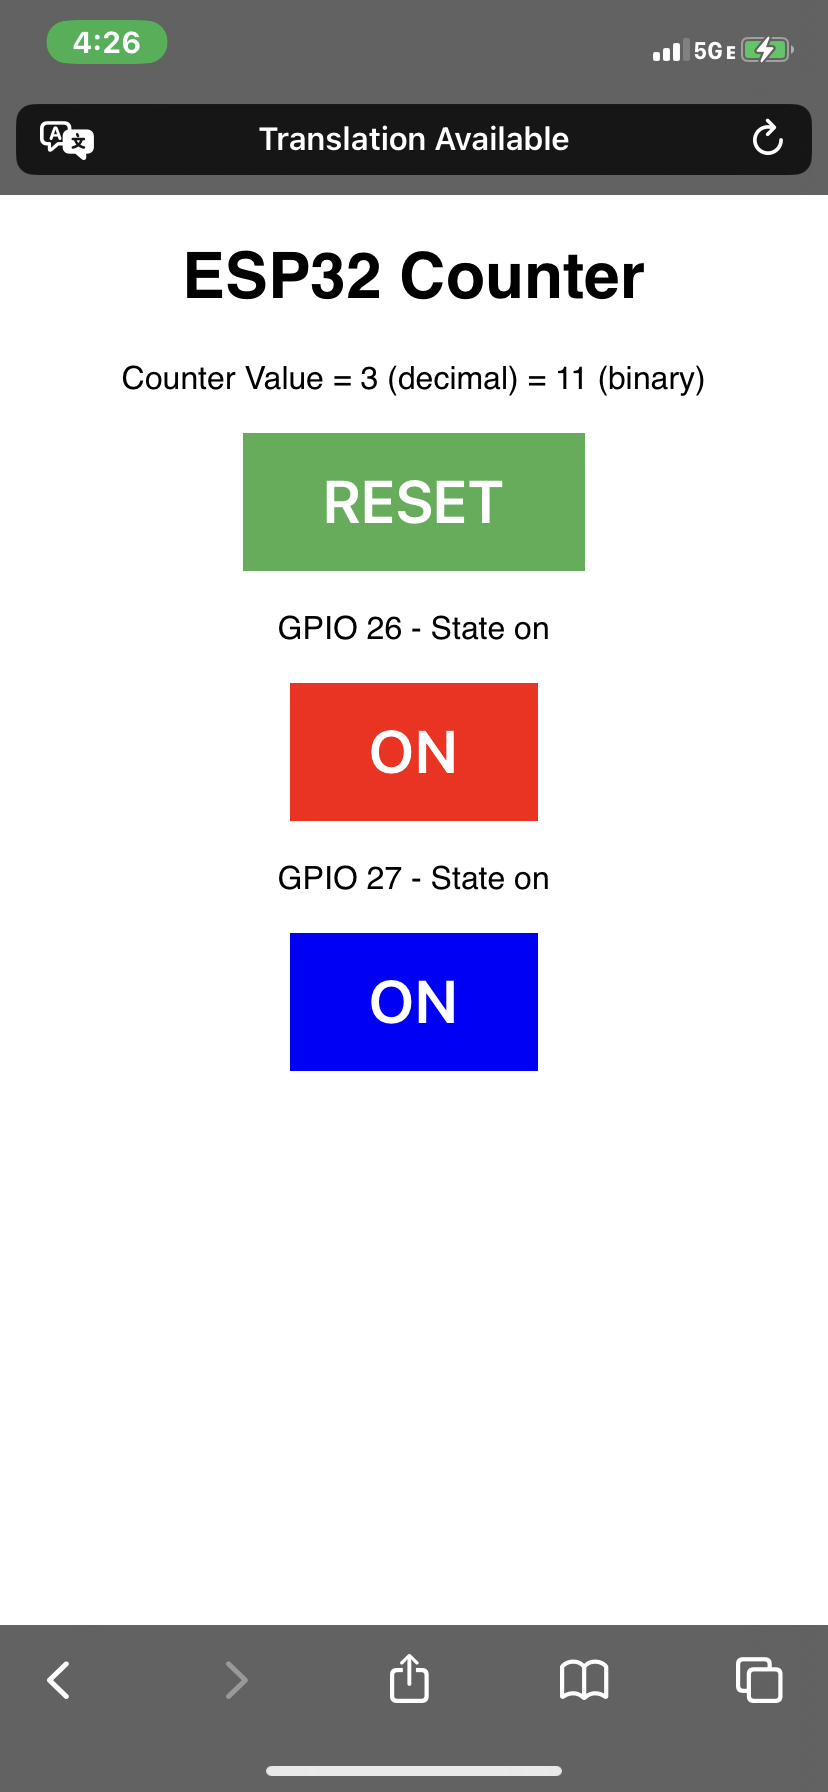 4:26
5G E
Translation Available
ESP32 Counter
Counter Value = 3 (decimal) = 11 (binary)
RESET
GPIO 26 - State on
ON
GPIO 27 - State on
ON